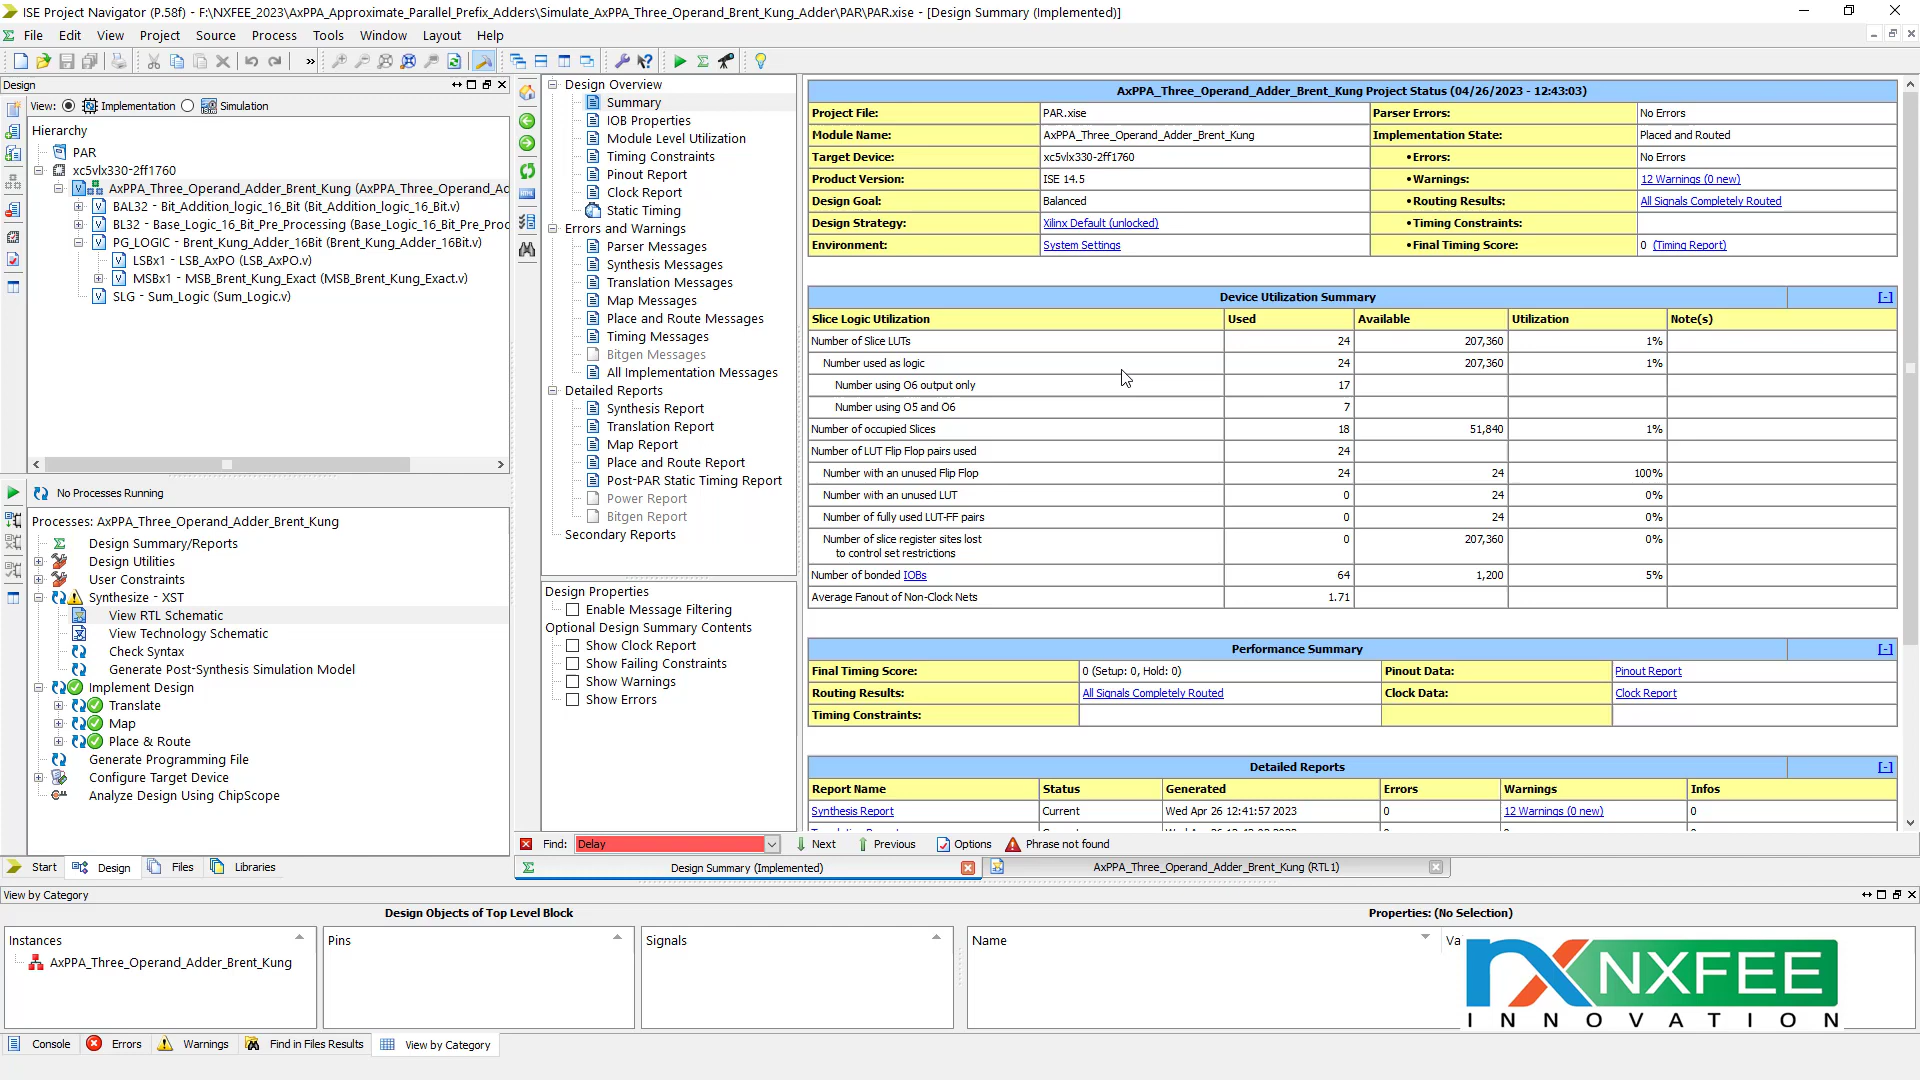 ISE Project Navigator (P.58f) - F:\NXFEE_2023\AxPPA_Approximate_Parallel_Prefix_Adders\Simulate_AxPPA_Three_Operand_Brent_Kung_Adder\PAR\PAR.xise - [Design Summary (Implemented)]
File Edit View Project Source Process Tools Window Layout Help
Design
View: Implementation Simulation
Hierarchy
PAR
xc5vlx330-2ff1760
AxPPA_Three_Operand_Adder_Brent_Kung (AxPPA_Three_Operand_Ad
BAL32 - Bit_Addition_logic_16_Bit (Bit_Addition_logic_16_Bit.v)
BL32 - Base_Logic_16_Bit_Pre_Processing (Base_Logic_16_Bit_Pre_Proc
PG_LOGIC - Brent_Kung_Adder_16Bit (Brent_Kung_Adder_16Bit.v)
LSBx1 - LSB_AxPO (LSB_AxPO.v)
MSBx1 - MSB_Brent_Kung_Exact (MSB_Brent_Kung_Exact.v)
SLG - Sum_Logic (Sum_Logic.v)
No Processes Running
Processes: AxPPA_Three_Operand_Adder_Brent_Kung
Design Summary/Reports
Design Utilities
User Constraints
Synthesize - XST
View RTL Schematic
View Technology Schematic
Check Syntax
Generate Post-Synthesis Simulation Model
Implement Design
Translate
Map
Place & Route
Generate Programming File
Configure Target Device
Analyze Design Using ChipScope
Start Design Files Libraries
Design Overview
Summary
IOB Properties
Module Level Utilization
Timing Constraints
Pinout Report
Clock Report
Static Timing
Errors and Warnings
Parser Messages
Synthesis Messages
Translation Messages
Map Messages
Place and Route Messages
Timing Messages
Bitgen Messages
All Implementation Messages
Detailed Reports
Synthesis Report
Translation Report
Map Report
Place and Route Report
Post-PAR Static Timing Report
Power Report
Bitgen Report
Secondary Reports
Design Properties
Enable Message Filtering
Optional Design Summary Contents
Show Clock Report
Show Failing Constraints
Show Warnings
Show Errors
AxPPA_Three_Operand_Adder_Brent_Kung Project Status (04/26/2023 - 12:43:03)
Project File: PAR.xise Parser Errors: No Errors
Module Name: AxPPA_Three_Operand_Adder_Brent_Kung Implementation State: Placed and Routed
Target Device: xc5vlx330-2ff1760 •Errors: No Errors
Product Version: ISE 14.5 •Warnings: 12 Warnings (0 new)
Design Goal: Balanced •Routing Results: All Signals Completely Routed
Design Strategy: Xilinx Default (unlocked) •Timing Constraints:
Environment: System Settings •Final Timing Score: 0 (Timing Report)
Device Utilization Summary [-]
Slice Logic Utilization Used Available Utilization Note(s)
Number of Slice LUTs 24 207,360 1%
Number used as logic 24 207,360 1%
Number using O6 output only 17
Number using O5 and O6 7
Number of occupied Slices 18 51,840 1%
Number of LUT Flip Flop pairs used 24
Number with an unused Flip Flop 24 24 100%
Number with an unused LUT 0 24 0%
Number of fully used LUT-FF pairs 0 24 0%
Number of slice register sites lost
to control set restrictions 0 207,360 0%
Number of bonded IOBs 64 1,200 5%
Average Fanout of Non-Clock Nets 1.71
Performance Summary [-]
Final Timing Score: 0 (Setup: 0, Hold: 0) Pinout Data: Pinout Report
Routing Results: All Signals Completely Routed Clock Data: Clock Report
Timing Constraints:
Detailed Reports [-]
Report Name Status Generated Errors Warnings Infos
Synthesis Report Current Wed Apr 26 12:41:57 2023 0 12 Warnings (0 new) 0
Find: Delay Next Previous Options Phrase not found
Design Summary (Implemented) AxPPA_Three_Operand_Adder_Brent_Kung (RTL1)
View by Category
Design Objects of Top Level Block Properties: (No Selection)
Instances Pins Signals Name Va
AxPPA_Three_Operand_Adder_Brent_Kung
NXFEE
INNOVATION
Console Errors Warnings Find in Files Results View by Category